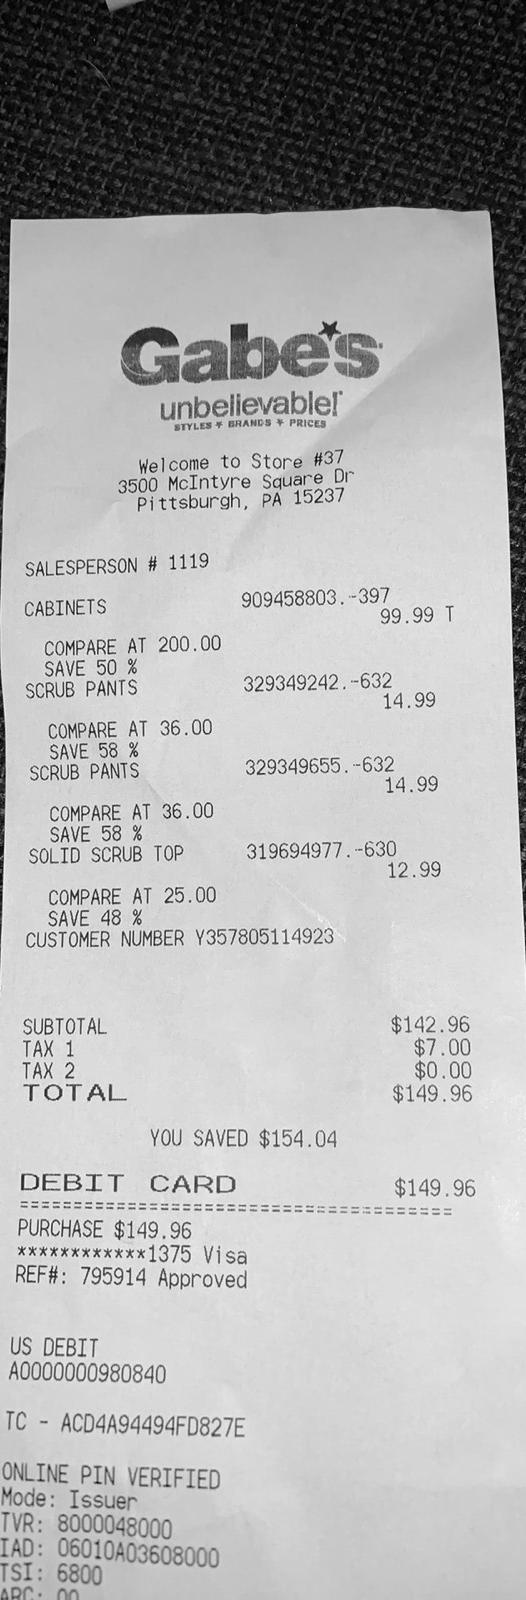 Gabe's
unbelievable!
STYLES * BRANDS * PRICES
Welcome to Store #37
3500 McIntyre Square Dr
Pittsburgh, PA 15237
SALESPERSON # 1119
CABINETS 909458803.-397
99.99 T
COMPARE AT 200.00
SAVE 50 %
SCRUB PANTS 329349242.-632
14.99
COMPARE AT 36.00
SAVE 58 %
SCRUB PANTS 329349655.-632
14.99
COMPARE AT 36.00
SAVE 58 %
SOLID SCRUB TOP 319694977.-630
12.99
COMPARE AT 25.00
SAVE 48 %
CUSTOMER NUMBER Y357805114923
SUBTOTAL $142.96
TAX 1 $7.00
TAX 2 $0.00
TOTAL $149.96
YOU SAVED $154.04
DEBIT CARD $149.96
=======================================
PURCHASE $149.96
************1375 Visa
REF#: 795914 Approved
US DEBIT
A0000000980840
TC - ACD4A94494FD827E
ONLINE PIN VERIFIED
Mode: Issuer
TVR: 8000048000
IAD: 06010A03608000
TSI: 6800
ARC: 00